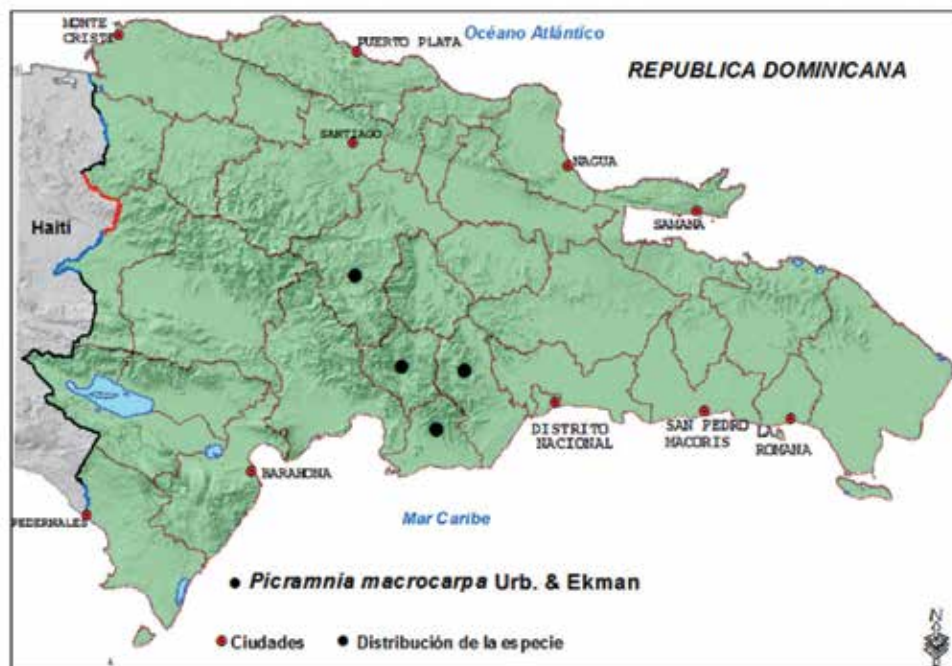 MONTE
CRISTI
PUERTO PLATA
Océano Atlántico
REPUBLICA DOMINICANA
SANTIAGO
NAGUA
SAMANA
Haití
DISTRITO
NACIONAL
SAN PEDRO
MACORIS
LA
ROMANA
BARAHONA
PEDERNALES
Mar Caribe
Picramnia macrocarpa Urb. & Ekman
Ciudades
Distribución de la especie
N